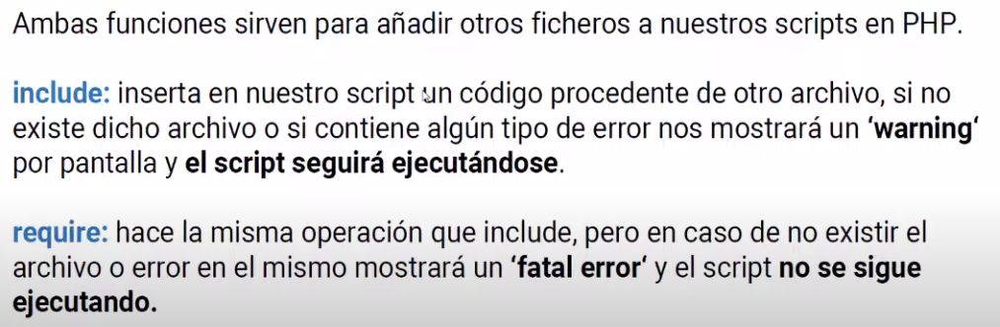 Ambas funciones sirven para añadir otros ficheros a nuestros scripts en PHP.
include: inserta en nuestro script un código procedente de otro archivo, si no
existe dicho archivo o si contiene algún tipo de error nos mostrará un ‘warning‘
por pantalla y el script seguirá ejecutándose.
require: hace la misma operación que include, pero en caso de no existir el
archivo o error en el mismo mostrará un ‘fatal error‘ y el script no se sigue
ejecutando.